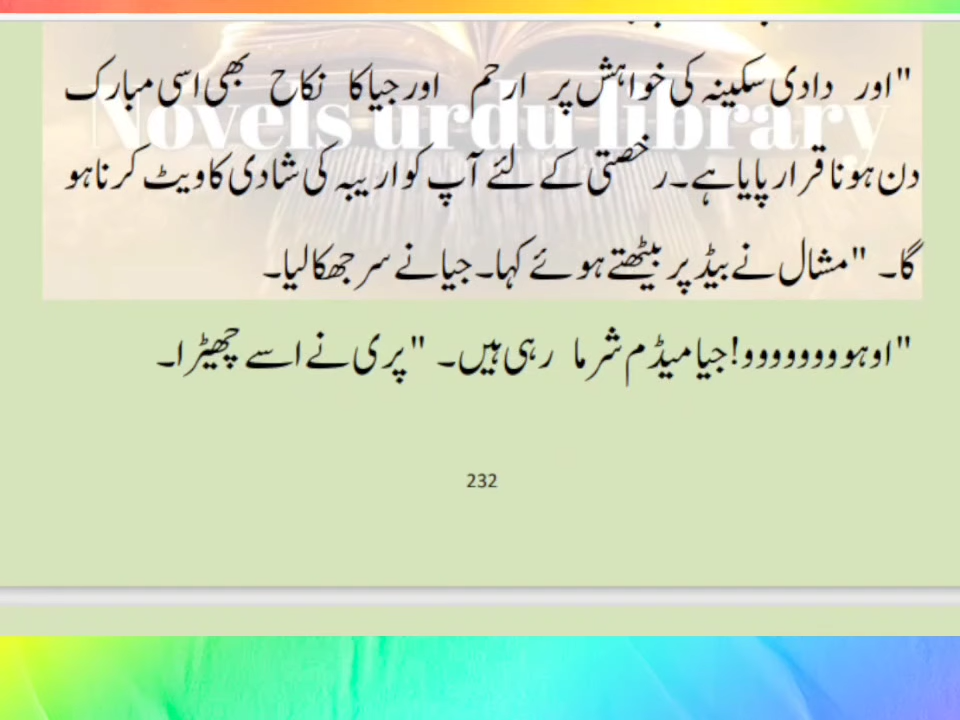 "اور دادی سکینہ کی خواہش پر ارحم اور جیا کا نکاح بھی اسی مبارک
Novels urdu library
دن ہونا قرار پایا ہے۔ رخصتی کے لئے آپ کو اریبہ کی شادی کا ویٹ کرنا ہو
گا۔ "مشال نے بیڈ پر بیٹھتے ہوئے کہا۔ جیا نے سر جھکا لیا۔
"اوہوووووووو! جیا میڈم شرما رہی ہیں۔ "پری نے اسے چھیڑا۔
232